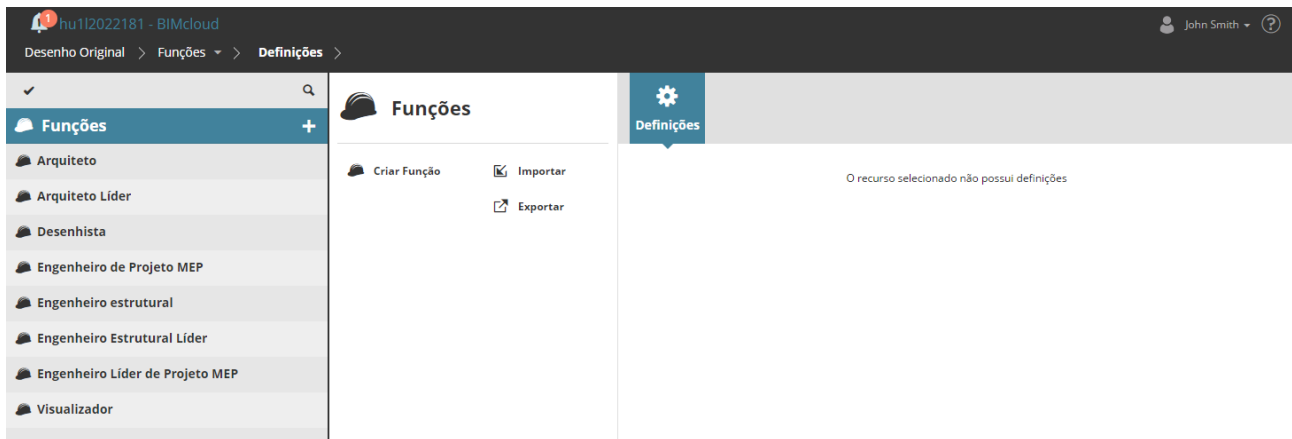 1
hu1l2022181 - BIMcloud
John Smith
?
Desenho Original > Funções > Definições >
Funções +
Arquiteto
Arquiteto Líder
Desenhista
Engenheiro de Projeto MEP
Engenheiro estrutural
Engenheiro Estrutural Líder
Engenheiro Líder de Projeto MEP
Visualizador
Funções
Criar Função
Importar
Exportar
Definições
O recurso selecionado não possui definições